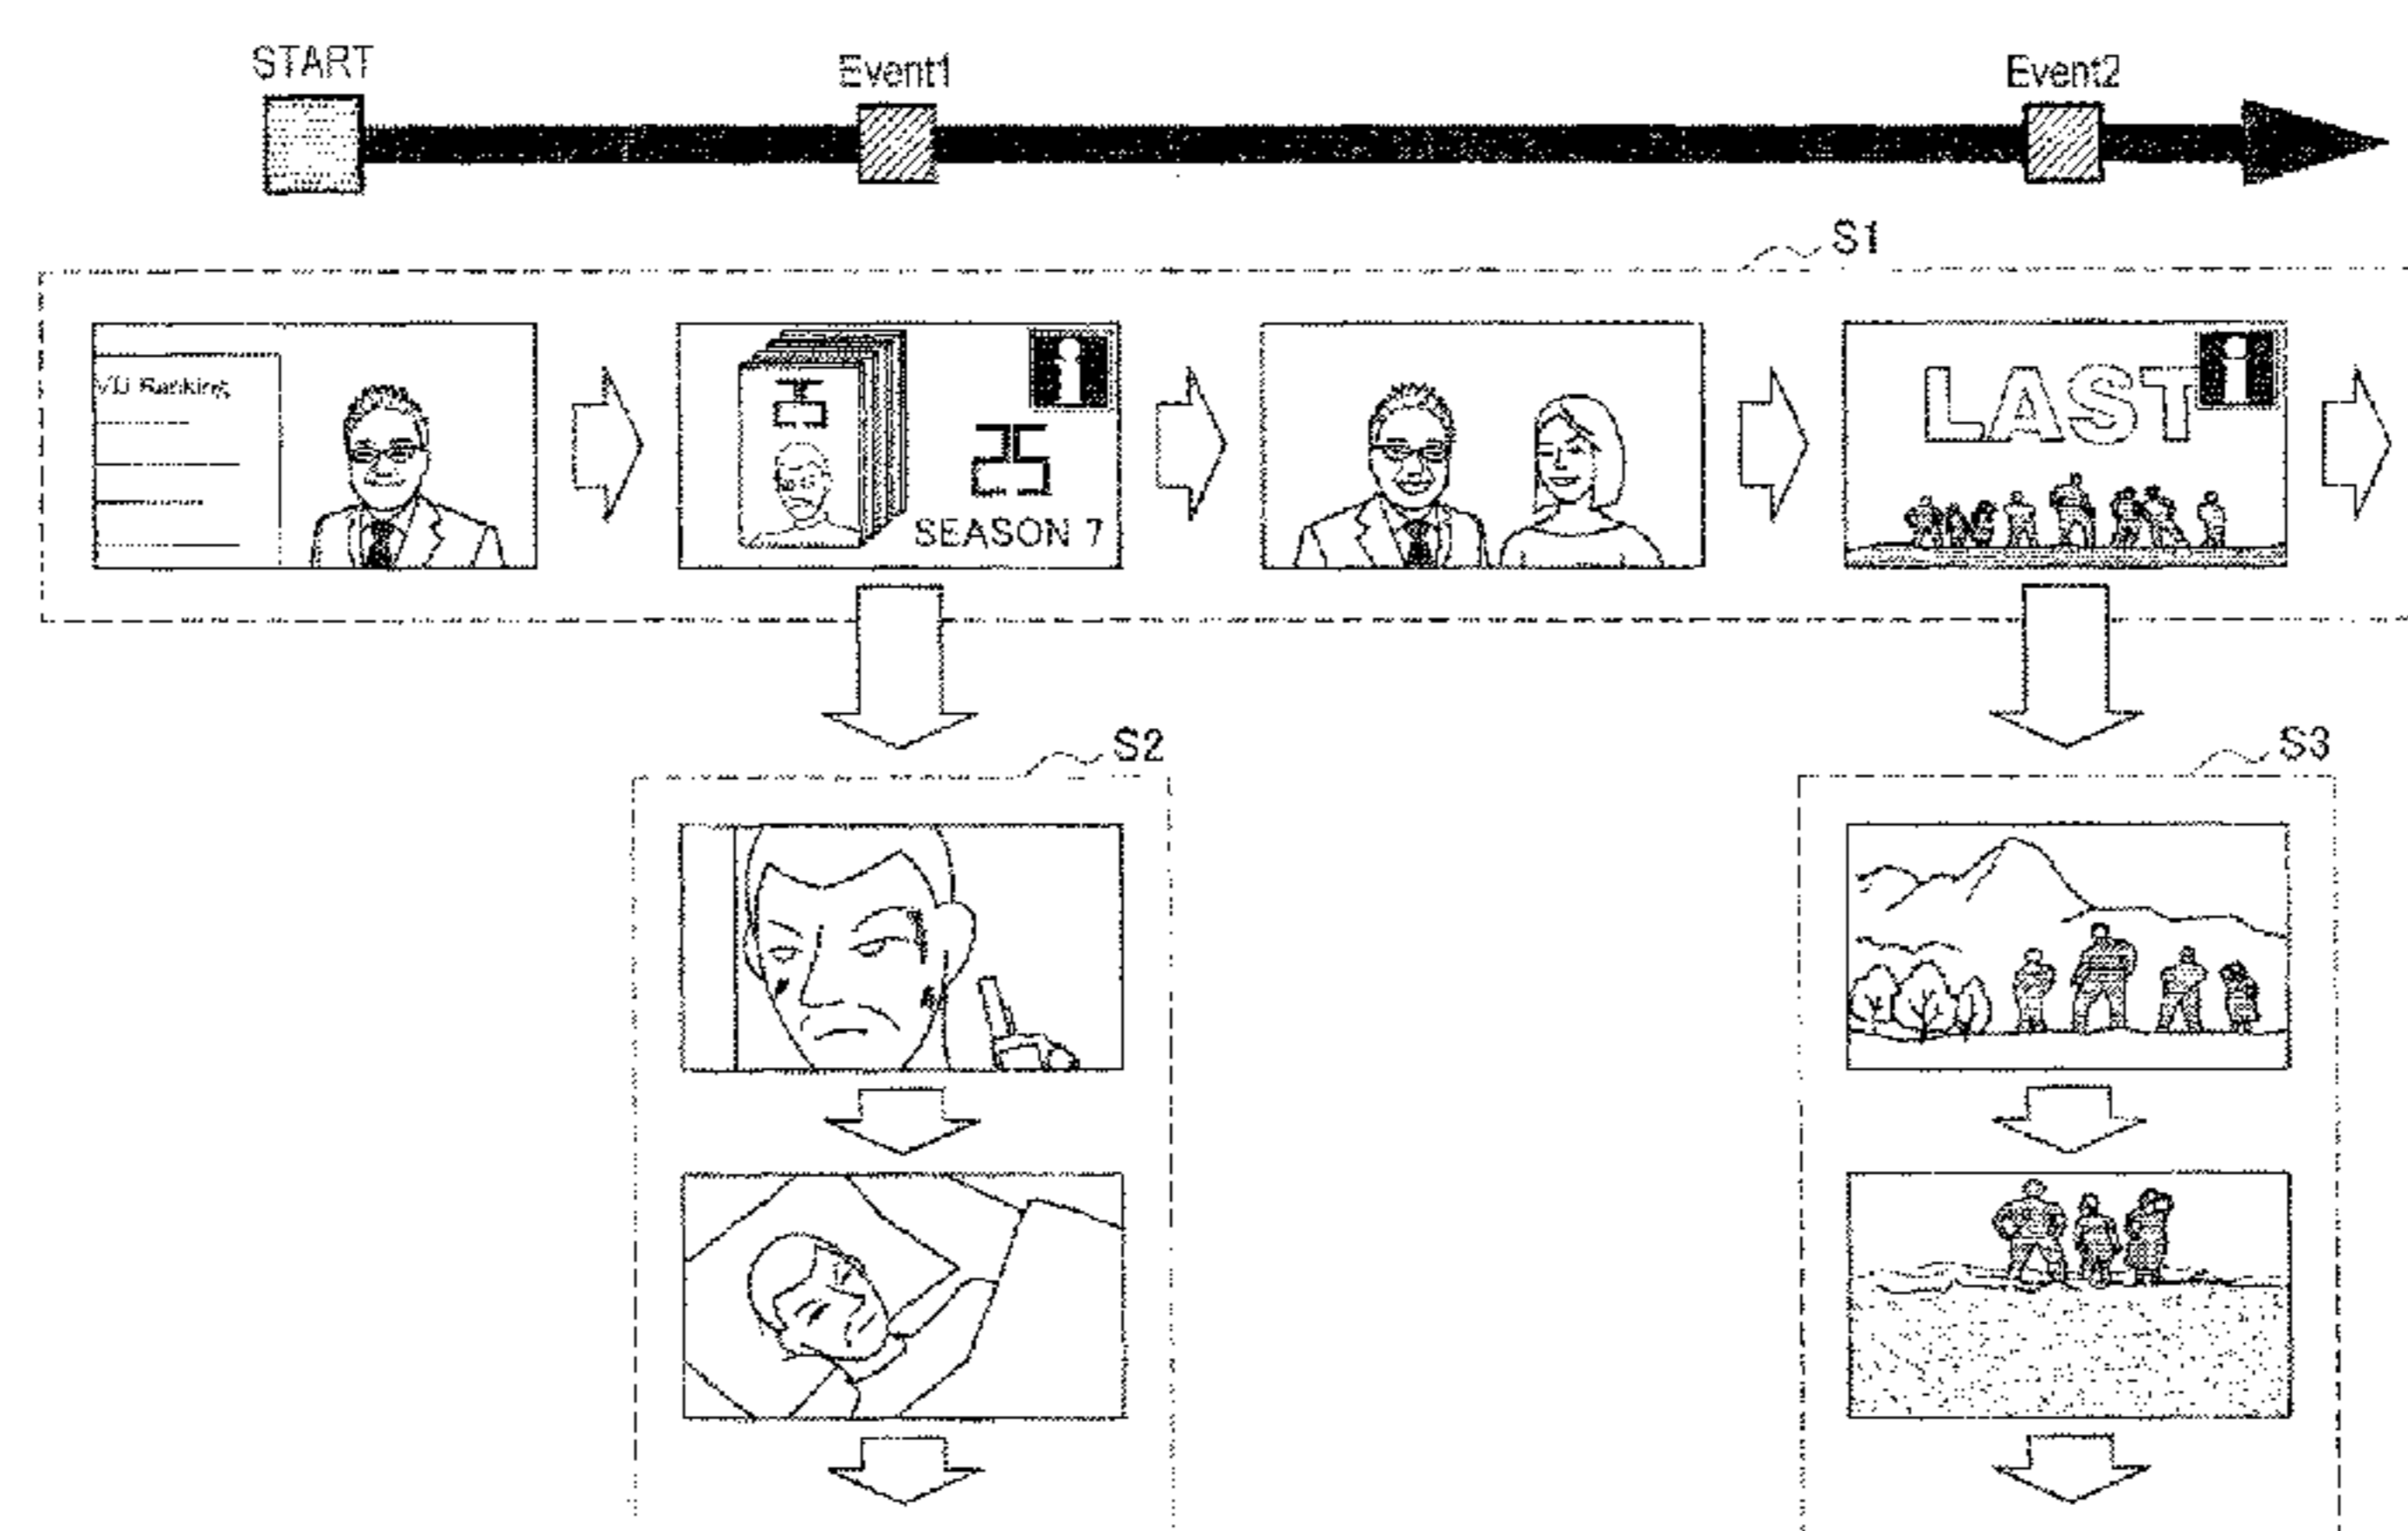 START
Event1
Event2
S1
VD Ranking
SEASON 7
LAST
i
i
S2
S3